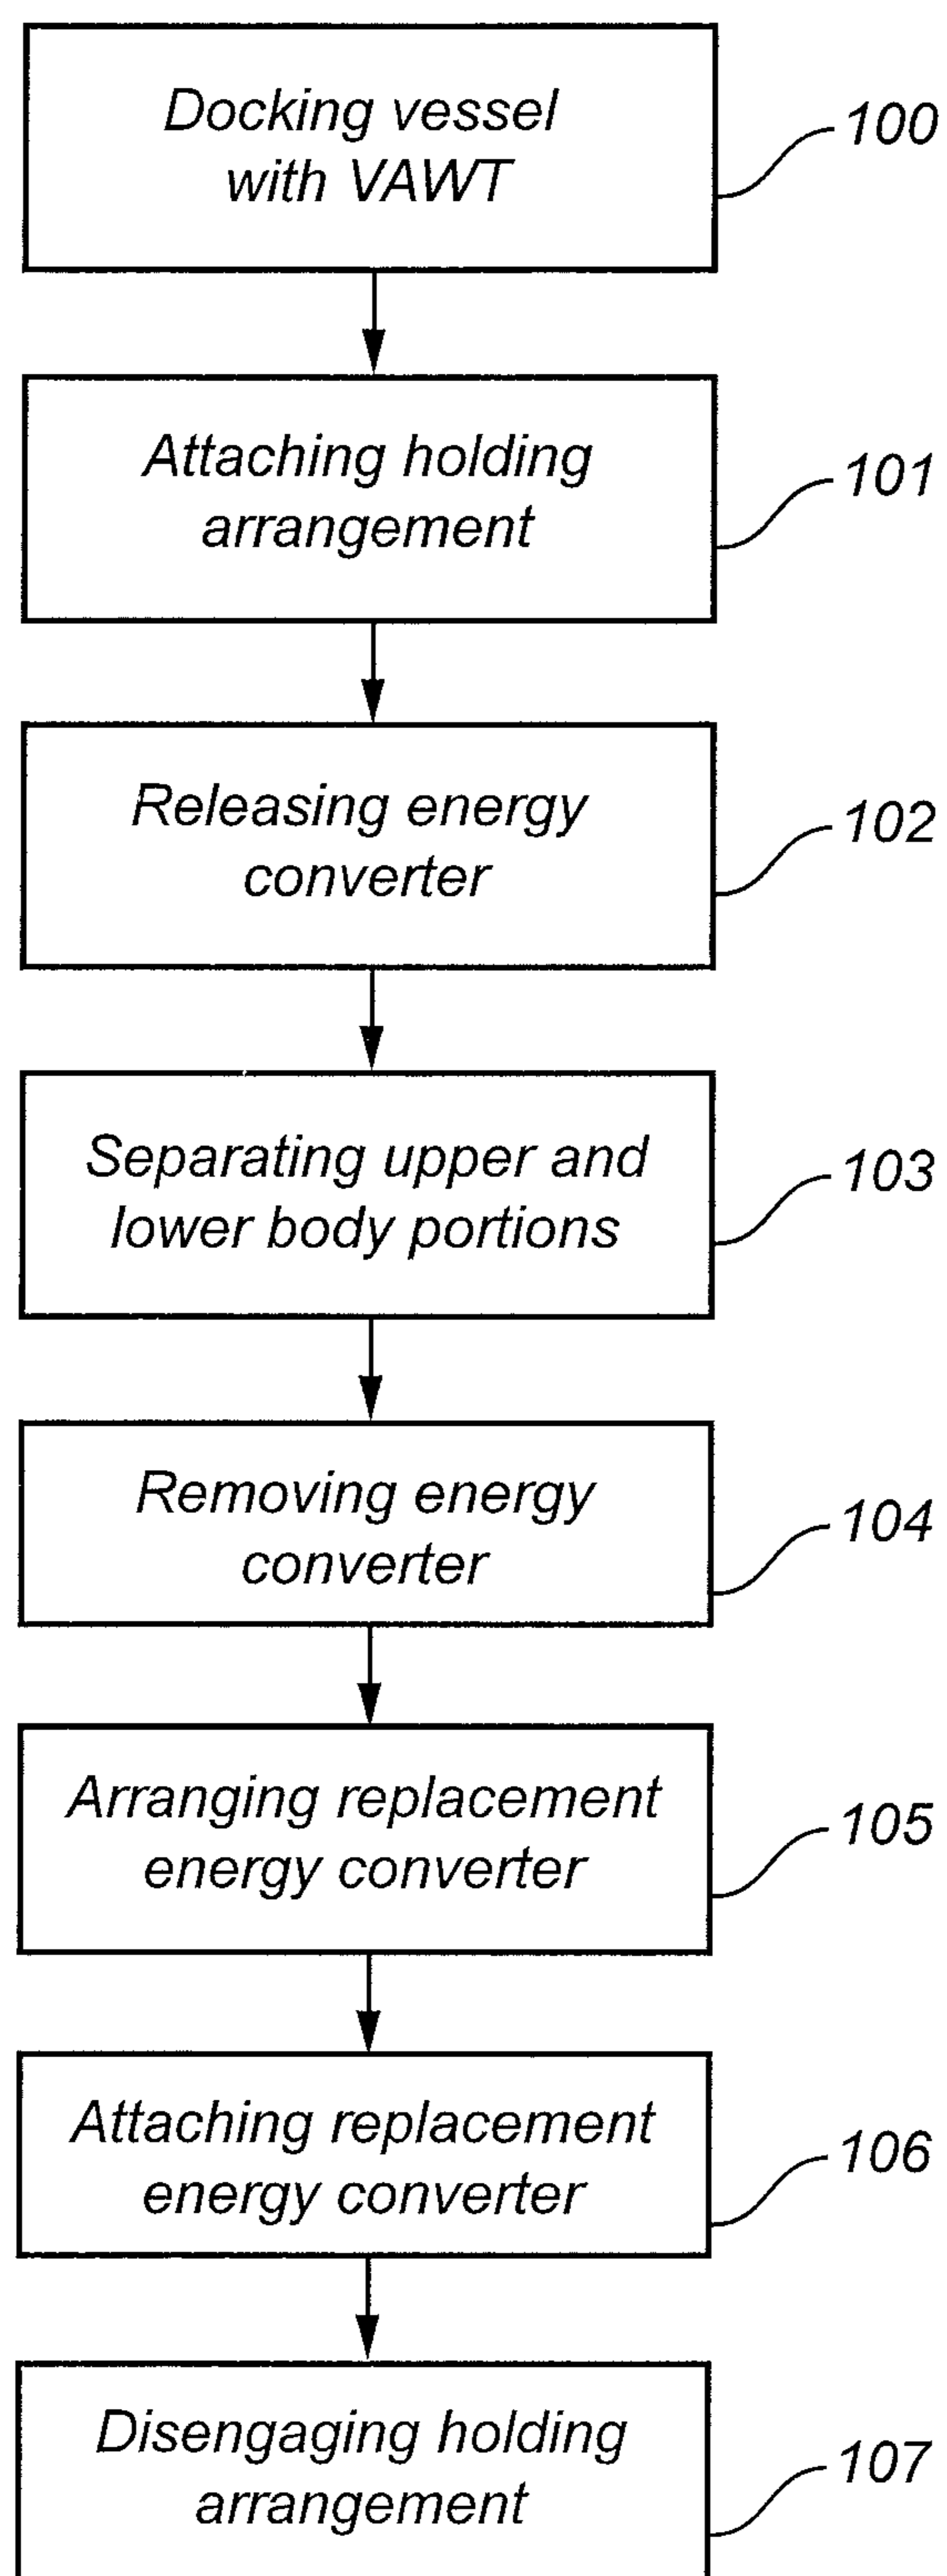 Docking vessel
with VAWT
100
Attaching holding
arrangement
101
Releasing energy
converter
102
Separating upper and
lower body portions
103
Removing energy
converter
104
Arranging replacement
energy converter
105
Attaching replacement
energy converter
106
Disengaging holding
arrangement
107